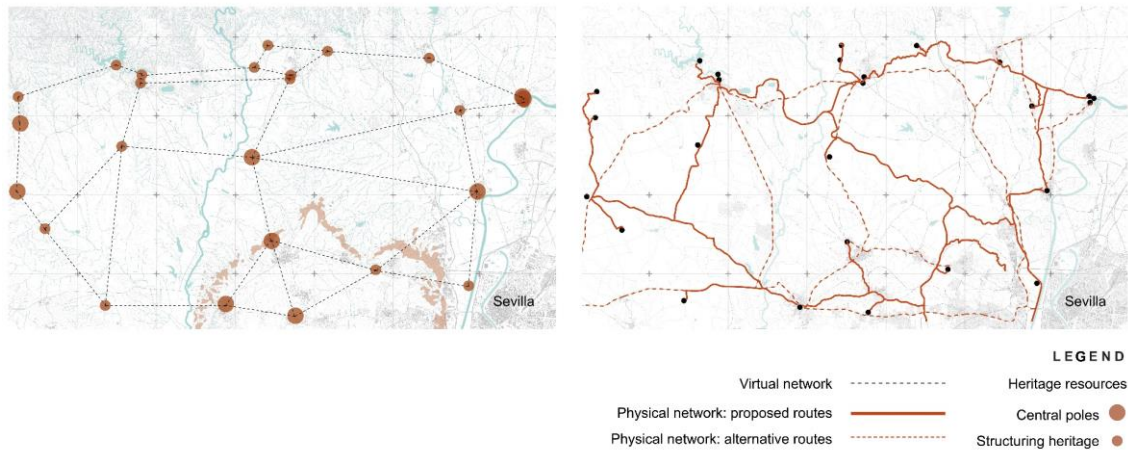 Sevilla
Sevilla
LEGEND
Virtual network Heritage resources
Physical network: proposed routes Central poles
Physical network: alternative routes Structuring heritage